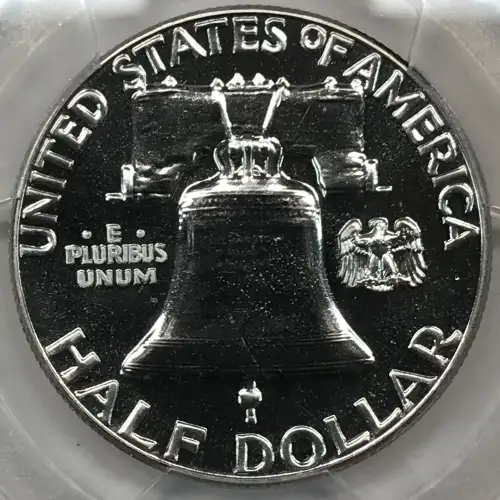 UNITED STATES OF AMERICA
· E ·
PLURIBUS
UNUM
HALF DOLLAR